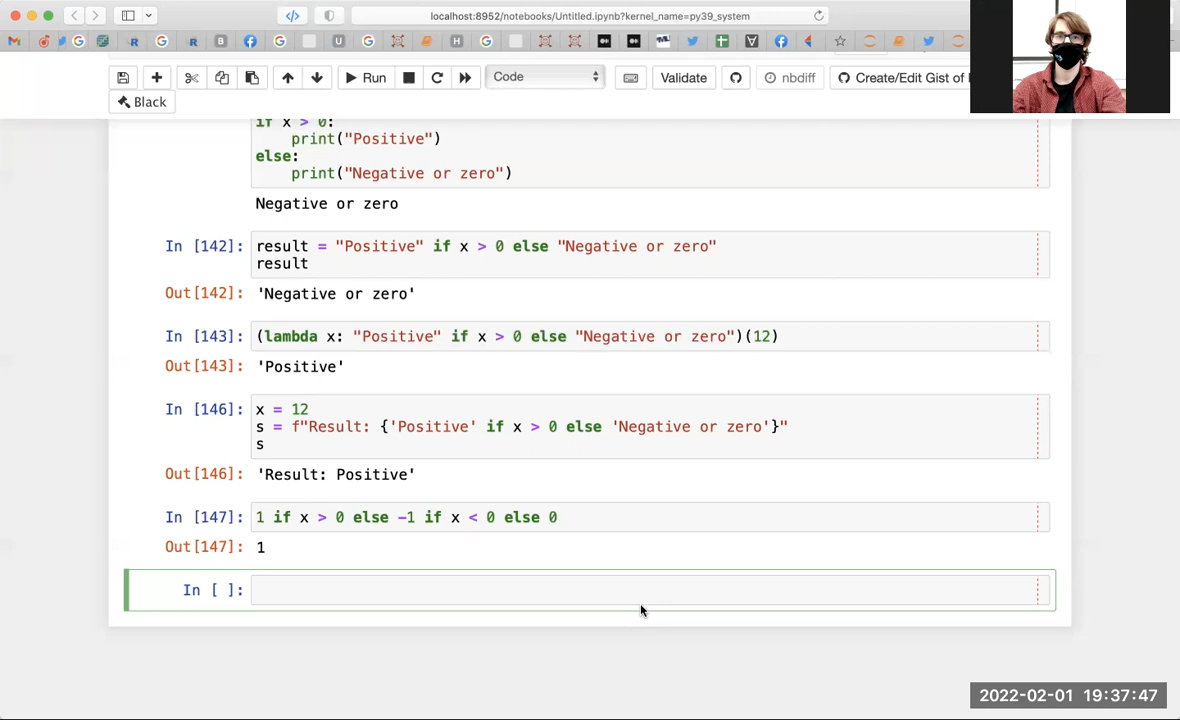 localhost:8952/notebooks/Untitled.ipynb?kernel_name=py39_system
Run
Code
Validate
nbdiff
Create/Edit Gist of
Black
if x > 0:
print("Positive")
else:
print("Negative or zero")
Negative or zero
In [142]: result = "Positive" if x > 0 else "Negative or zero"
result
Out[142]: 'Negative or zero'
In [143]: (lambda x: "Positive" if x > 0 else "Negative or zero")(12)
Out[143]: 'Positive'
In [146]: x = 12
s = f"Result: {'Positive' if x > 0 else 'Negative or zero'}"
s
Out[146]: 'Result: Positive'
In [147]: 1 if x > 0 else -1 if x < 0 else 0
Out[147]: 1
In [ ]:
2022-02-01 19:37:47